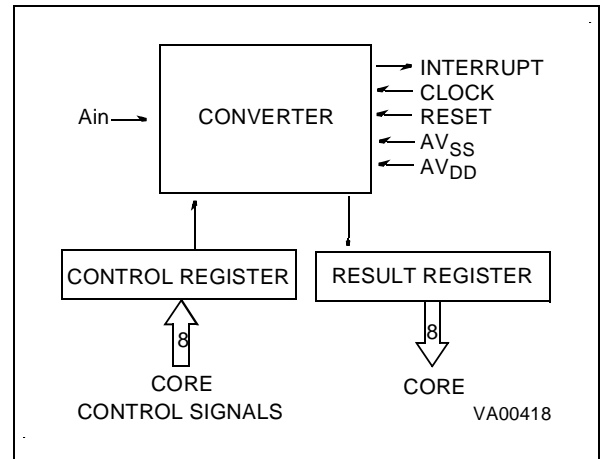 INTERRUPT
CLOCK
Ain
CONVERTER
RESET
AVSS
AVDD
CONTROL REGISTER
RESULT REGISTER
8
8
CORE
CONTROL SIGNALS
CORE
VA00418